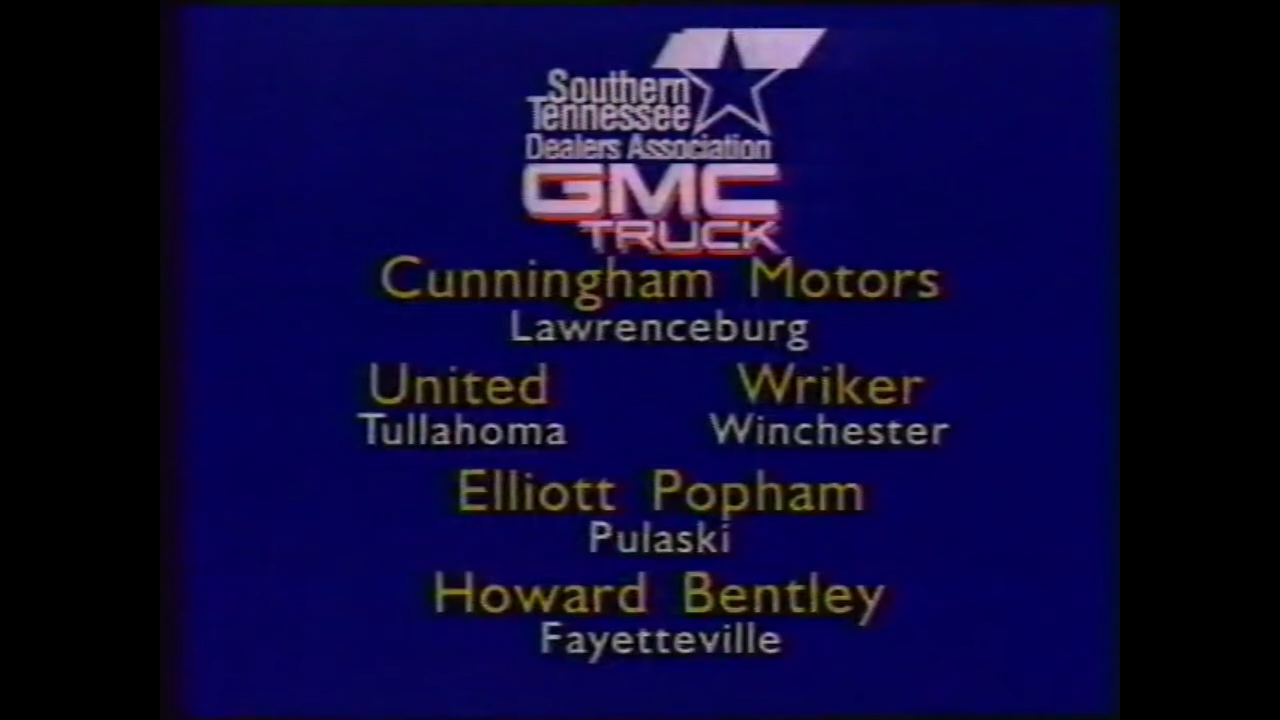 Southern
Tennessee
Dealers Association
GMC
TRUCK
Cunningham Motors
Lawrenceburg
United Wriker
Tullahoma Winchester
Elliott Popham
Pulaski
Howard Bentley
Fayetteville